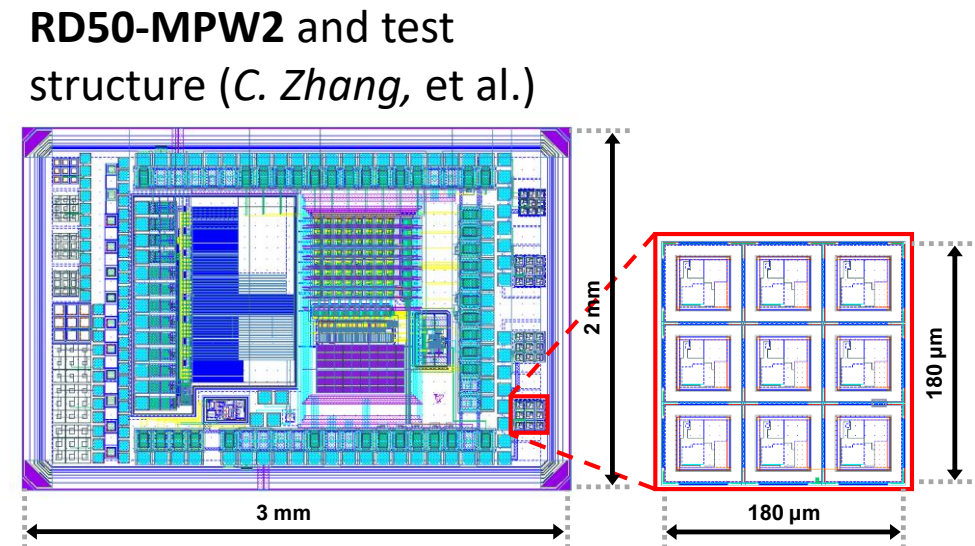 RD50-MPW2 and test
structure (C. Zhang, et al.)
2 mm
180 µm
3 mm
180 µm